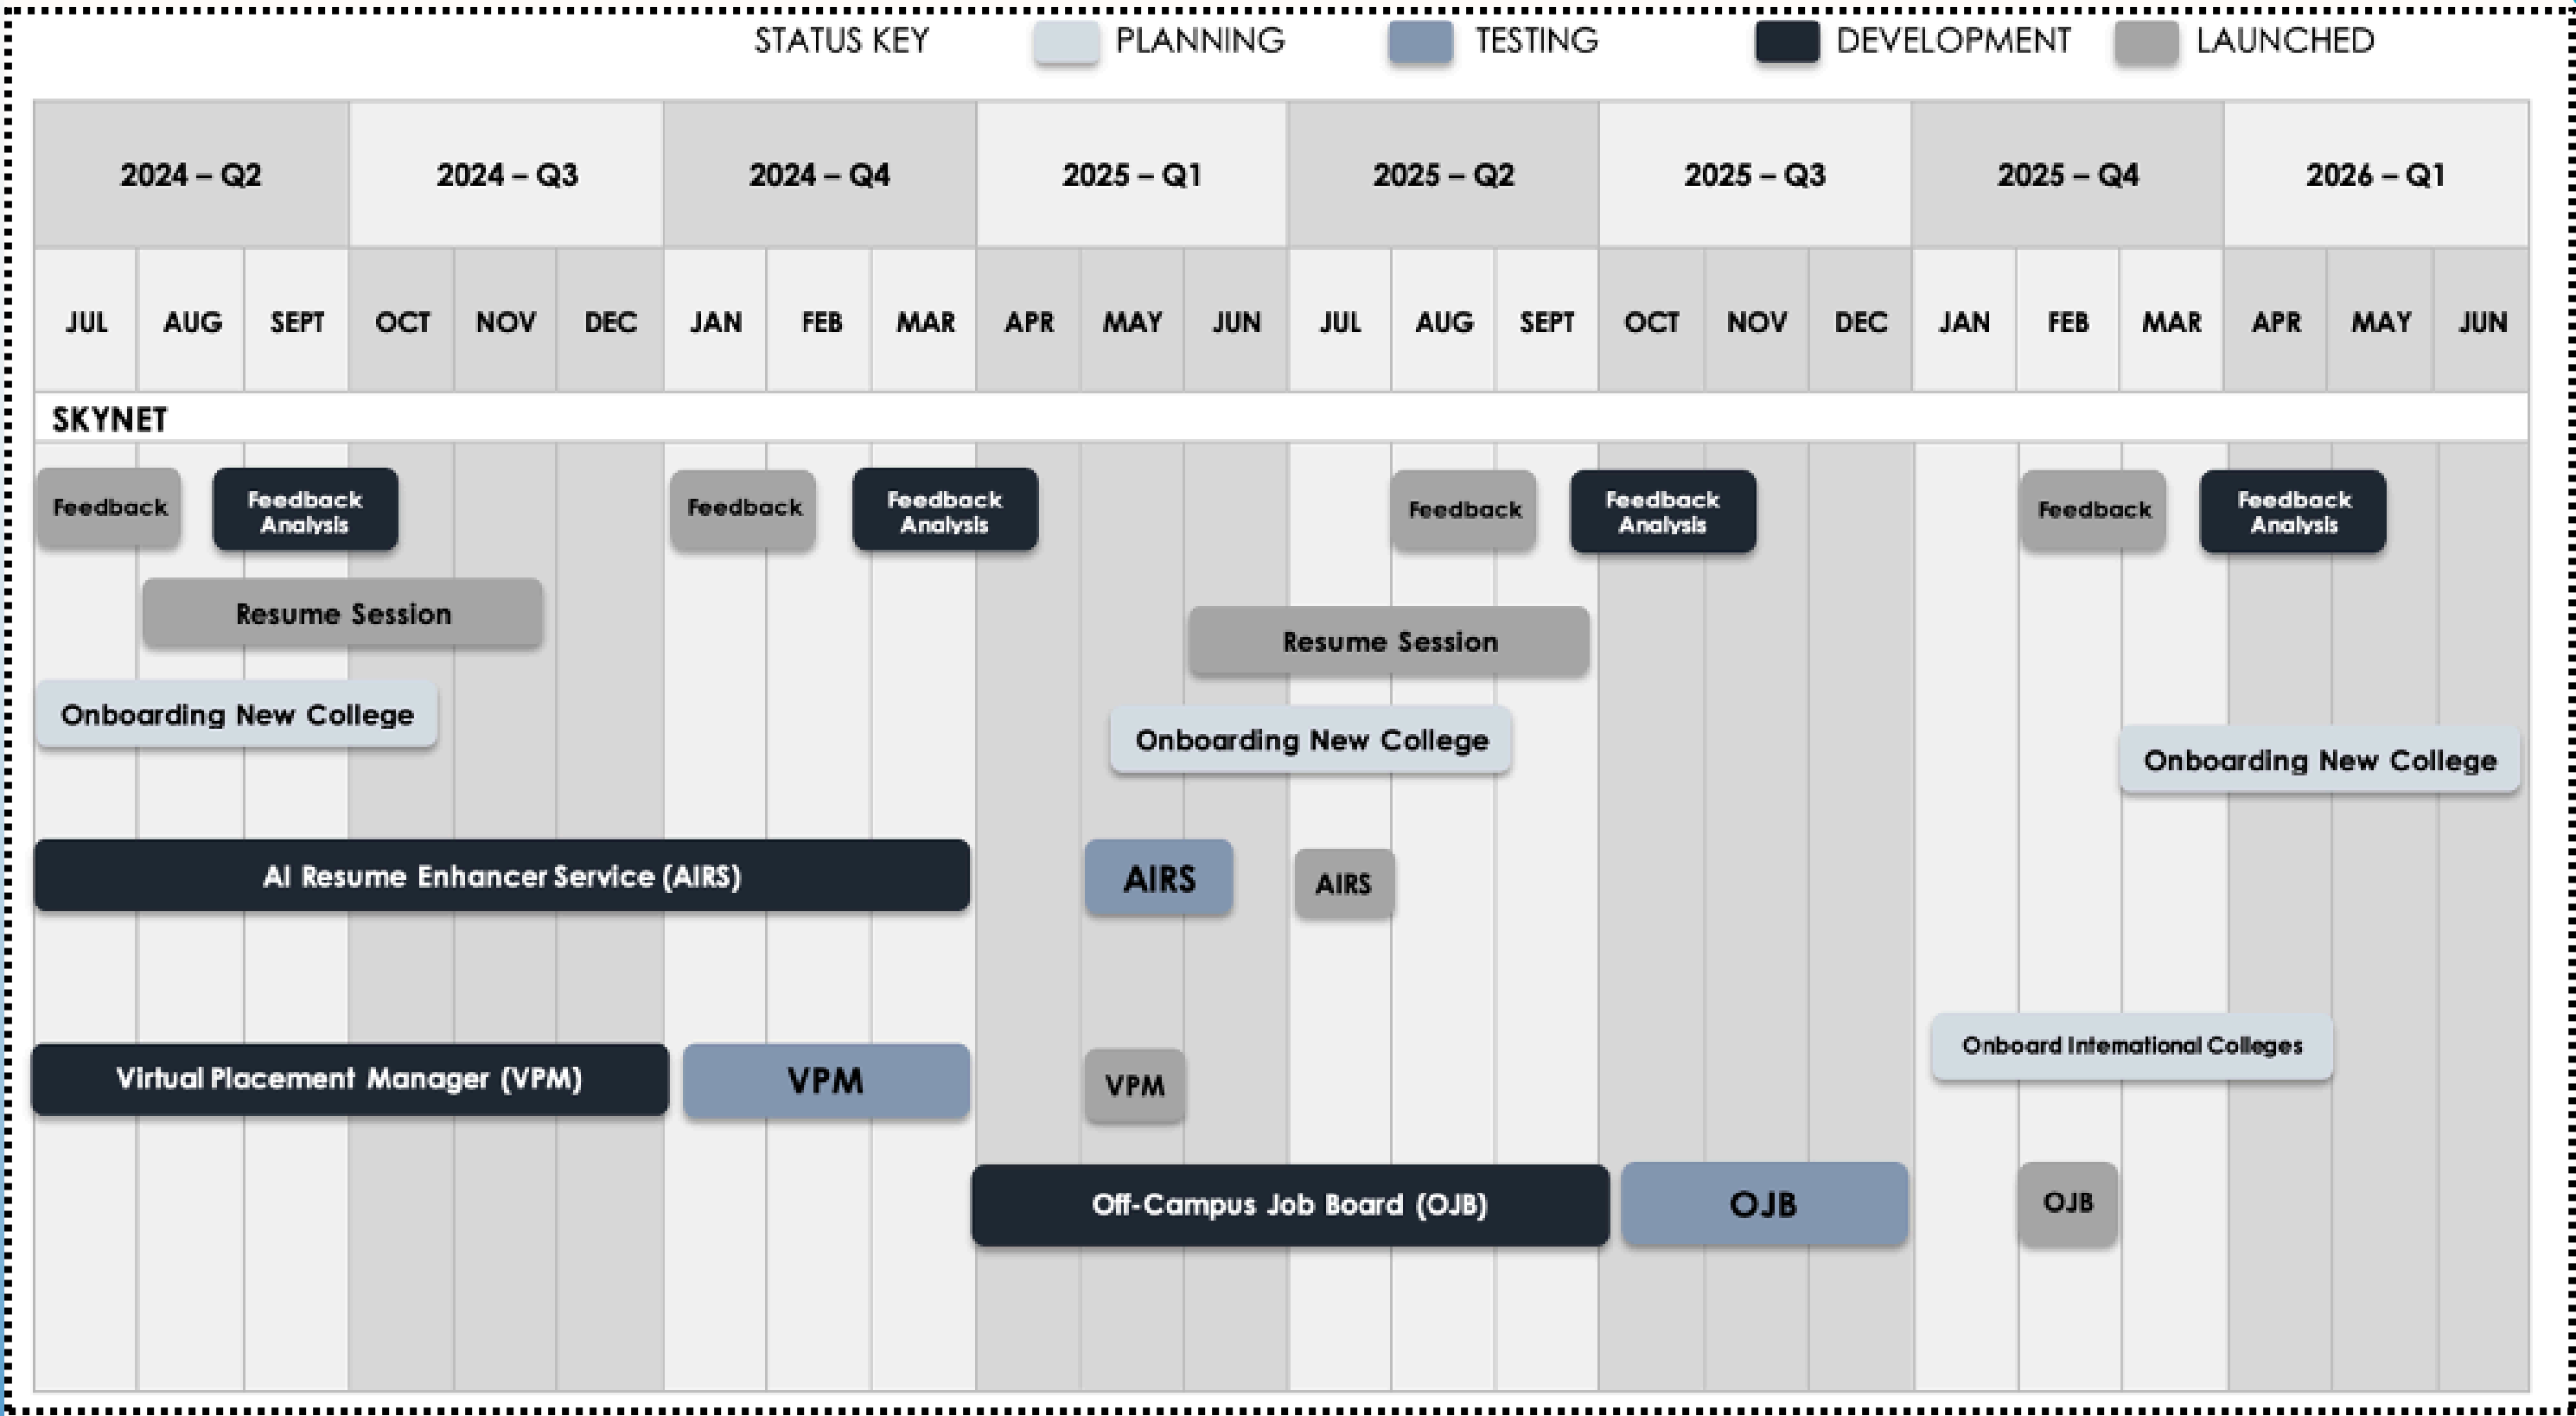 STATUS KEY PLANNING TESTING DEVELOPMENT LAUNCHED
2024 – Q2 2024 – Q3 2024 – Q4 2025 – Q1 2025 – Q2 2025 – Q3 2025 – Q4 2026 – Q1
JUL AUG SEPT OCT NOV DEC JAN FEB MAR APR MAY JUN JUL AUG SEPT OCT NOV DEC JAN FEB MAR APR MAY JUN
SKYNET
Feedback
Feedback
Analysis
Feedback
Feedback
Analysis
Feedback
Feedback
Analysis
Feedback
Feedback
Analysis
Resume Session
Resume Session
Onboarding New College
Onboarding New College
Onboarding New College
AI Resume Enhancer Service (AIRS)
AIRS
AIRS
Onboard International Colleges
Virtual Placement Manager (VPM)
VPM
VPM
Off-Campus Job Board (OJB)
OJB
OJB